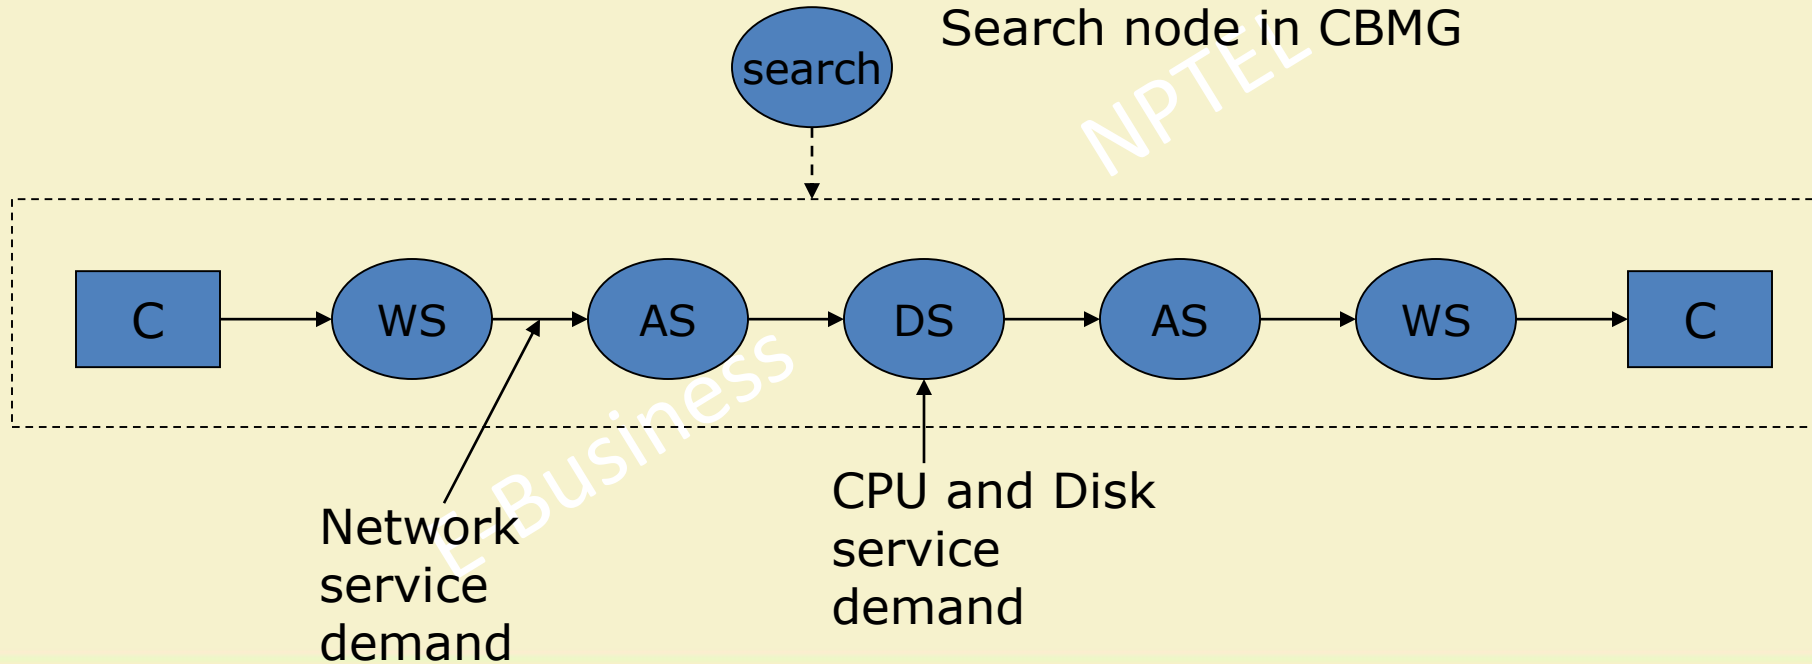 Search node in CBMG
search
NPTEL
C
WS
AS
DS
AS
WS
C
E-Business
Network
service
demand
CPU and Disk
service
demand